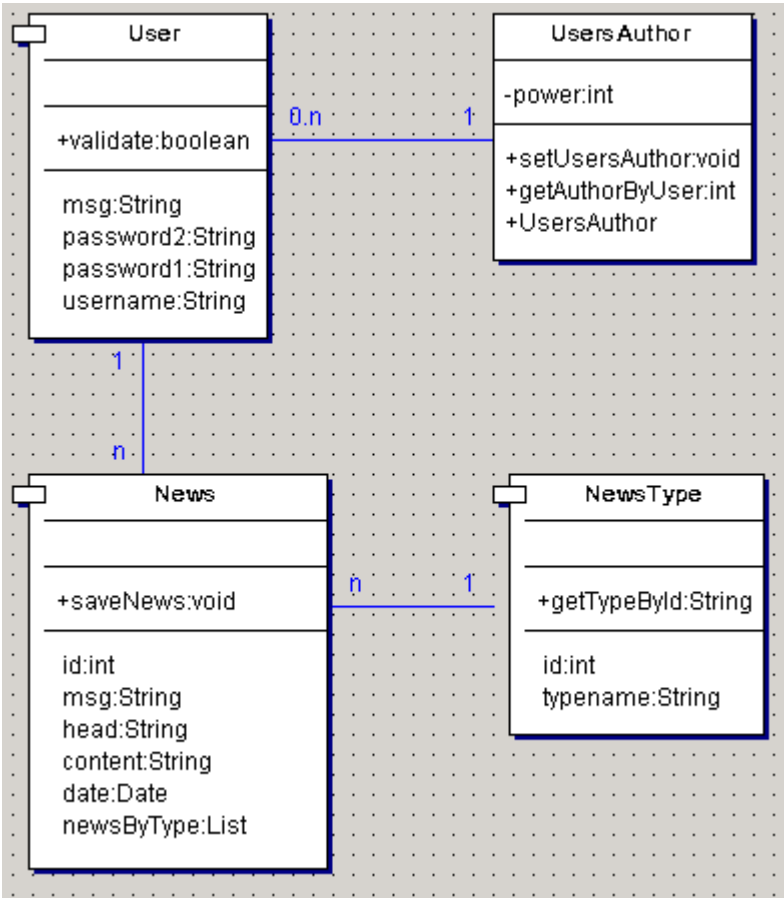 User
+validate:boolean
msg:String
password2:String
password1:String
username:String
0.n
1
UsersAuthor
-power:int
+setUsersAuthor:void
+getAuthorByUser:int
+UsersAuthor
1
n
News
+saveNews:void
id:int
msg:String
head:String
content:String
date:Date
newsByType:List
n
1
NewsType
+getTypeById:String
id:int
typename:String